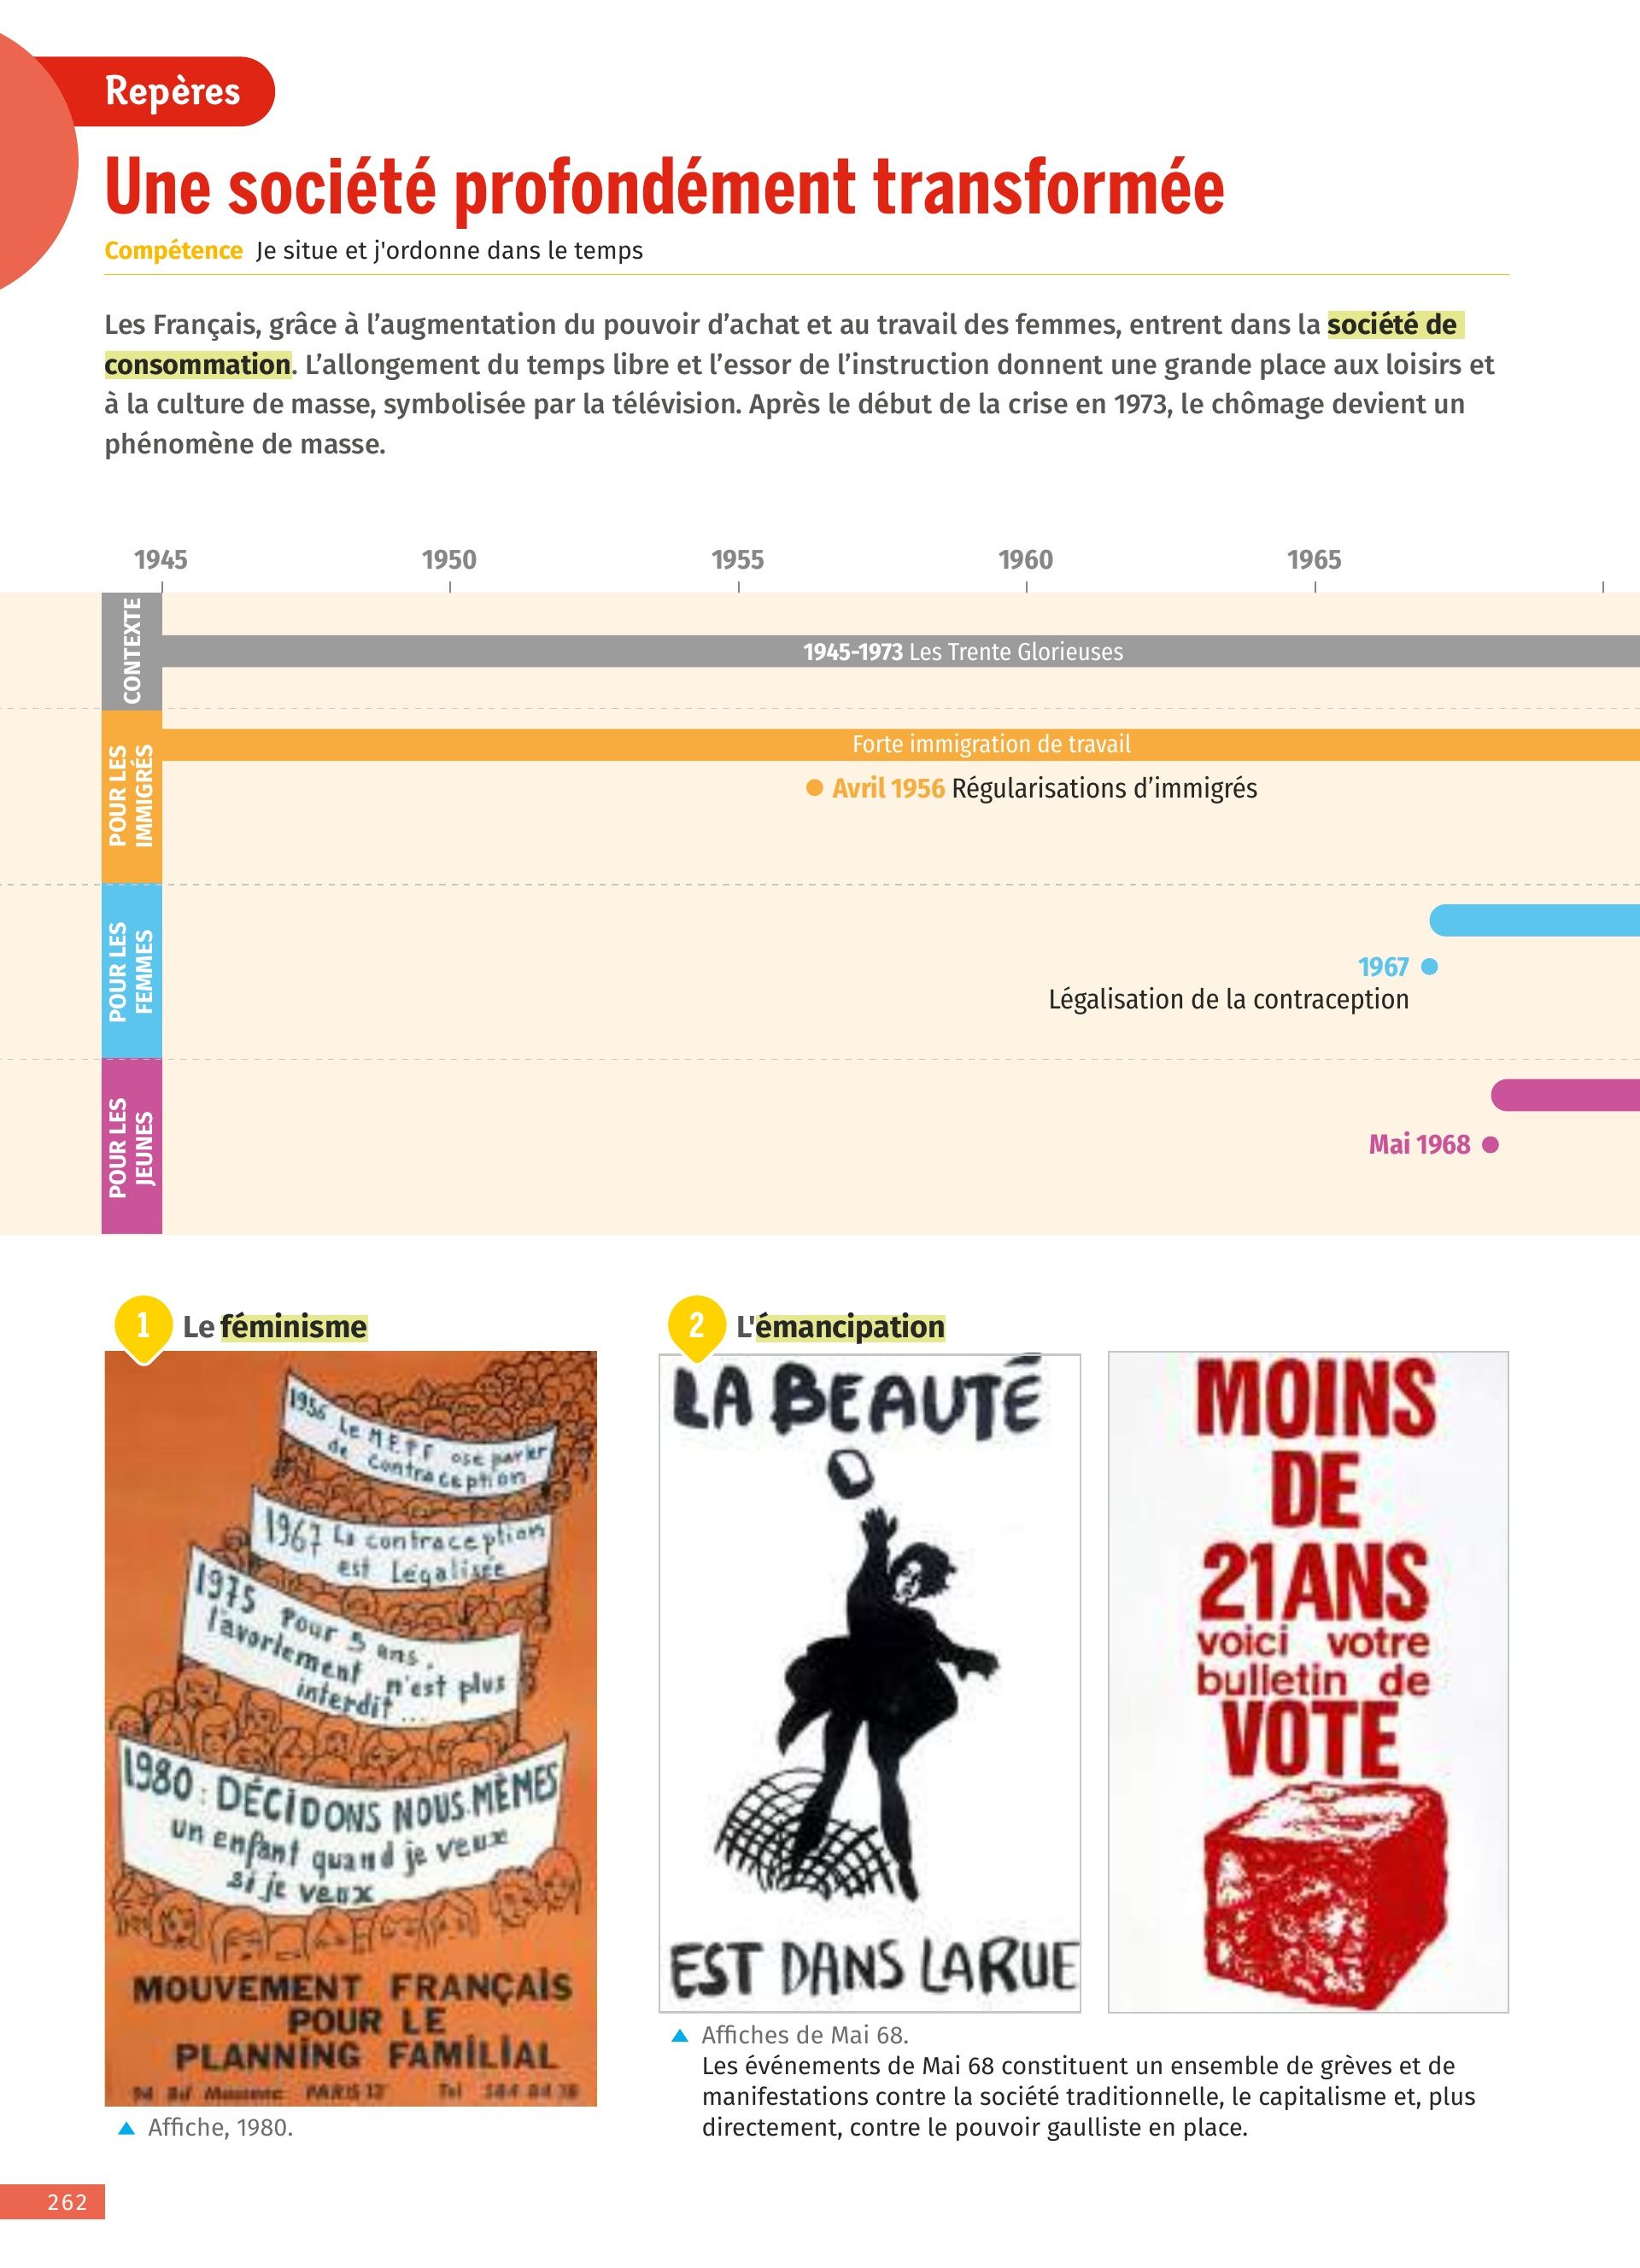 Repères
Une société profondément transformée
Compétence Je situe et j'ordonne dans le temps
Les Français, grâce à l’augmentation du pouvoir d’achat et au travail des femmes, entrent dans la société de
consommation. L’allongement du temps libre et l’essor de l’instruction donnent une grande place aux loisirs et
à la culture de masse, symbolisée par la télévision. Après le début de la crise en 1973, le chômage devient un
phénomène de masse.
1945 1950 1955 1960 1965
CONTEXTE
1945-1973 Les Trente Glorieuses
POUR LES
IMMIGRÉS
Forte immigration de travail
Avril 1956 Régularisations d’immigrés
POUR LES
FEMMES
1967
Légalisation de la contraception
POUR LES
JEUNES
Mai 1968
1 Le féminisme
1956 Le M.F.P.F ose parler
de contraception
1967 La contraception
est légalisée
1975 Pour 5 ans,
l'avortement n'est plus
interdit...
1980 : DÉCIDONS NOUS-MÊMES
un enfant quand je veux
si je veux
MOUVEMENT FRANÇAIS
POUR LE
PLANNING FAMILIAL
PARIS 13 Tel
Affiche, 1980.
2 L'émancipation
LA BEAUTÉ
EST DANS LA RUE
MOINS
DE
21 ANS
voici votre
bulletin de
VOTE
Affiches de Mai 68.
Les événements de Mai 68 constituent un ensemble de grèves et de
manifestations contre la société traditionnelle, le capitalisme et, plus
directement, contre le pouvoir gaulliste en place.
262